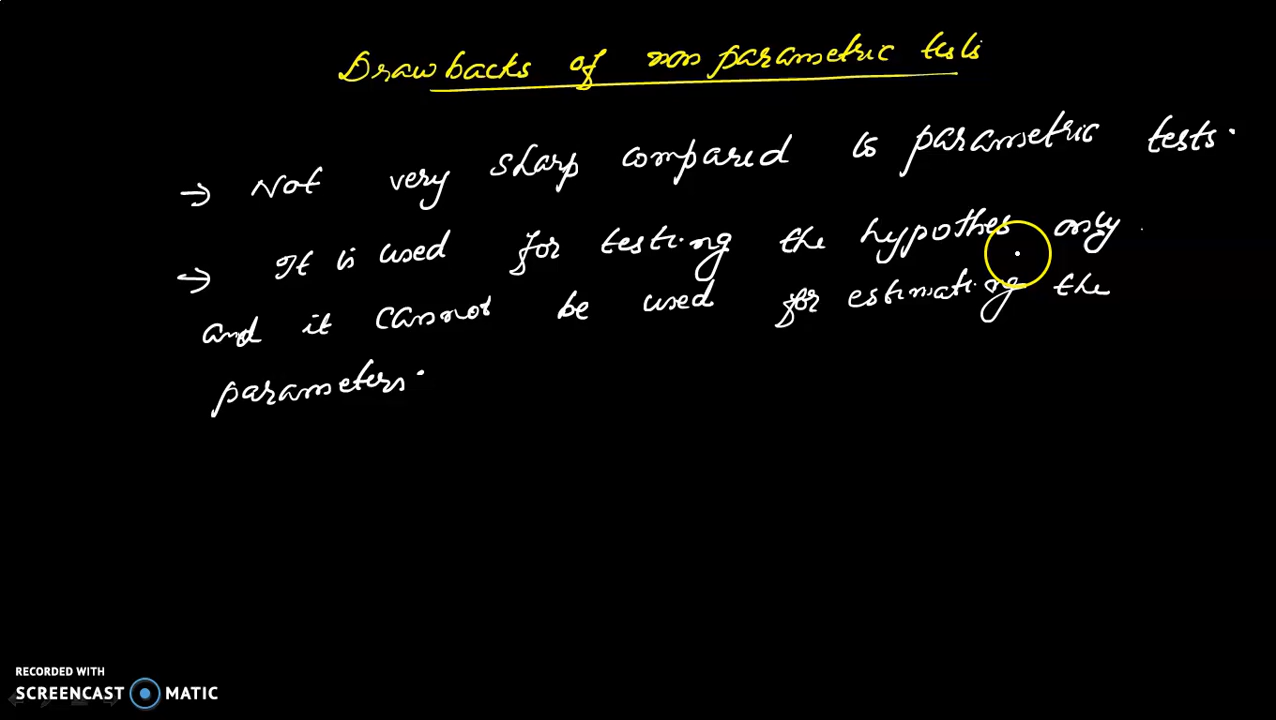 Drawbacks of non parametric tests
→ Not very sharp compared to parametric tests.
→ It is used for testing the hypothes only
and it cannot be used for estimating the
parameters.
RECORDED WITH
SCREENCAST MATIC